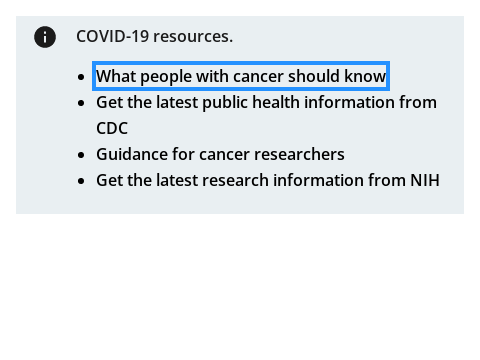 COVID-19 resources.
What people with cancer should know
Get the latest public health information from
CDC
Guidance for cancer researchers
Get the latest research information from NIH